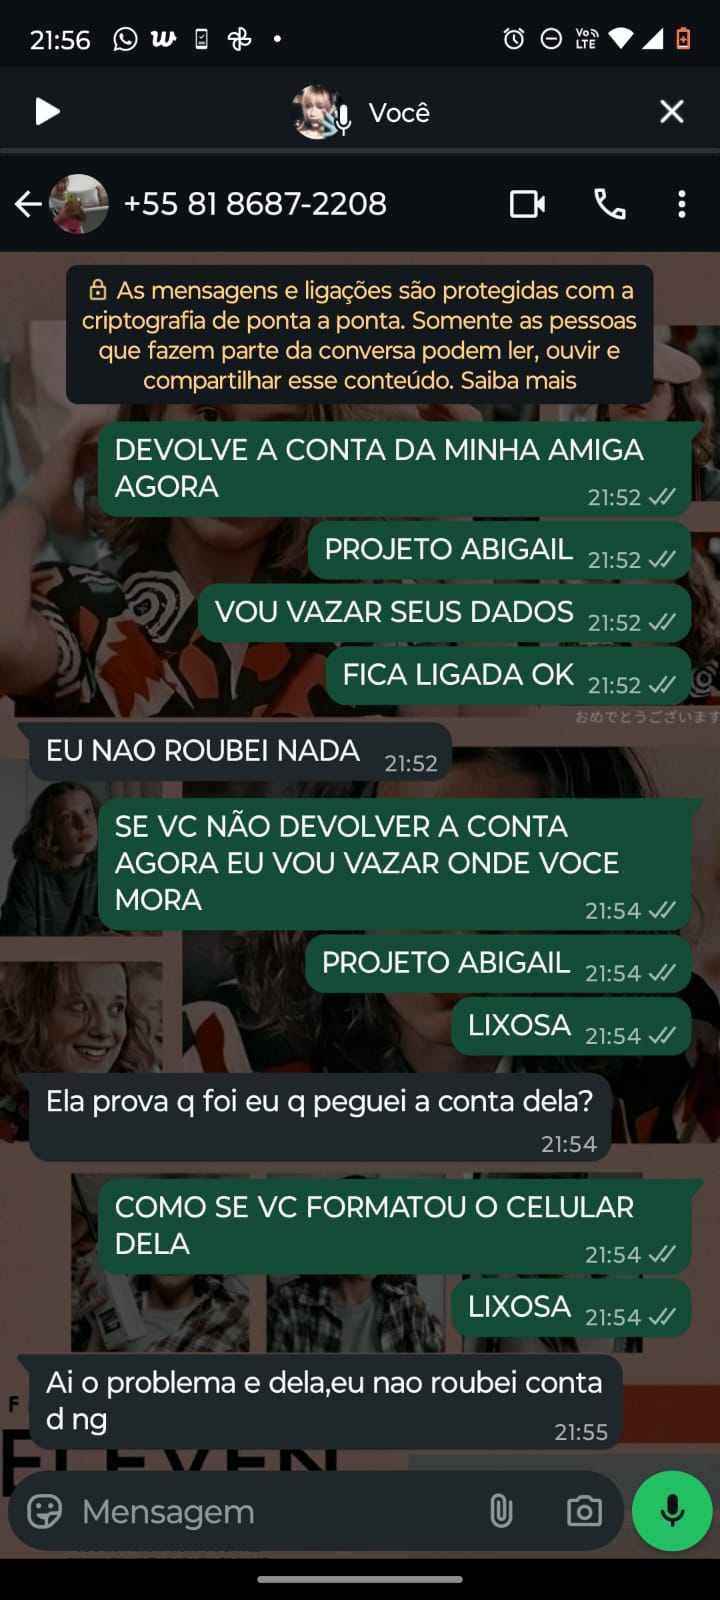 21:56
VoD
LTE
Você
+55 81 8687-2208
As mensagens e ligações são protegidas com a
criptografia de ponta a ponta. Somente as pessoas
que fazem parte da conversa podem ler, ouvir e
compartilhar esse conteúdo. Saiba mais
DEVOLVE A CONTA DA MINHA AMIGA
AGORA
21:52
PROJETO ABIGAIL 21:52
VOU VAZAR SEUS DADOS 21:52
FICA LIGADA OK 21:52
おめでとうございます
EU NAO ROUBEI NADA 21:52
SE VC NÃO DEVOLVER A CONTA
AGORA EU VOU VAZAR ONDE VOCE
MORA
21:54
PROJETO ABIGAIL 21:54
LIXOSA 21:54
Ela prova q foi eu q peguei a conta dela?
21:54
COMO SE VC FORMATOU O CELULAR
DELA
21:54
LIXOSA 21:54
Ai o problema e dela,eu nao roubei conta
d ng
21:55
ELEVEN
Mensagem